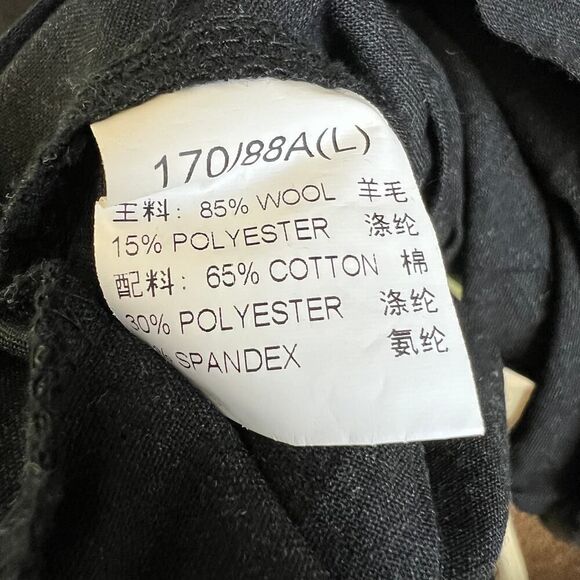 170/88A(L)
主料: 85% WOOL 羊毛
15% POLYESTER 涤纶
配料: 65% COTTON 棉
30% POLYESTER 涤纶
% SPANDEX 氨纶